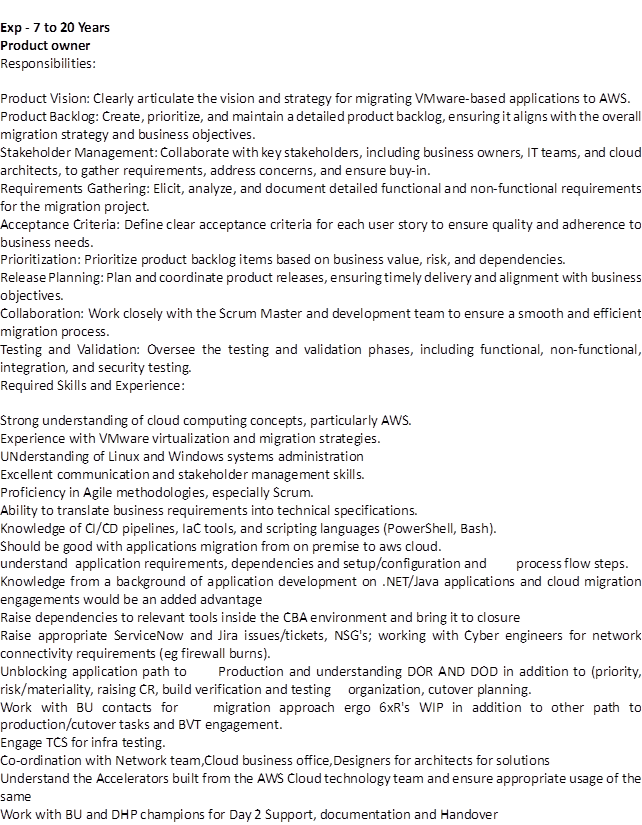 Exp - 7 to 20 Years
Product owner
Responsibilities:
Product Vision: Clearly articulate the vision and strategy for migrating VMware-based applications to AWS.
Product Backlog: Create, prioritize, and maintain a detailed product backlog, ensuring it aligns with the overall
migration strategy and business objectives.
Stakeholder Management: Collaborate with key stakeholders, including business owners, IT teams, and cloud
architects, to gather requirements, address concerns, and ensure buy-in.
Requirements Gathering: Elicit, analyze, and document detailed functional and non-functional requirements
for the migration project.
Acceptance Criteria: Define clear acceptance criteria for each user story to ensure quality and adherence to
business needs.
Prioritization: Prioritize product backlog items based on business value, risk, and dependencies.
Release Planning: Plan and coordinate product releases, ensuring timely delivery and alignment with business
objectives.
Collaboration: Work closely with the Scrum Master and development team to ensure a smooth and efficient
migration process.
Testing and Validation: Oversee the testing and validation phases, including functional, non-functional,
integration, and security testing.
Required Skills and Experience:
Strong understanding of cloud computing concepts, particularly AWS.
Experience with VMware virtualization and migration strategies.
UNderstanding of Linux and Windows systems administration
Excellent communication and stakeholder management skills.
Proficiency in Agile methodologies, especially Scrum.
Ability to translate business requirements into technical specifications.
Knowledge of CI/CD pipelines, IaC tools, and scripting languages (PowerShell, Bash).
Should be good with applications migration from on premise to aws cloud.
understand application requirements, dependencies and setup/configuration and process flow steps.
Knowledge from a background of application development on .NET/Java applications and cloud migration
engagements would be an added advantage
Raise dependencies to relevant tools inside the CBA environment and bring it to closure
Raise appropriate ServiceNow and Jira issues/tickets, NSG's; working with Cyber engineers for network
connectivity requirements (eg firewall burns).
Unblocking application path to Production and understanding DOR AND DOD in addition to (priority,
risk/materiality, raising CR, build verification and testing organization, cutover planning.
Work with BU contacts for migration approach ergo 6xR's WIP in addition to other path to
production/cutover tasks and BVT engagement.
Engage TCS for infra testing.
Co-ordination with Network team,Cloud business office,Designers for architects for solutions
Understand the Accelerators built from the AWS Cloud technology team and ensure appropriate usage of the
same
Work with BU and DHP champions for Day 2 Support, documentation and Handover